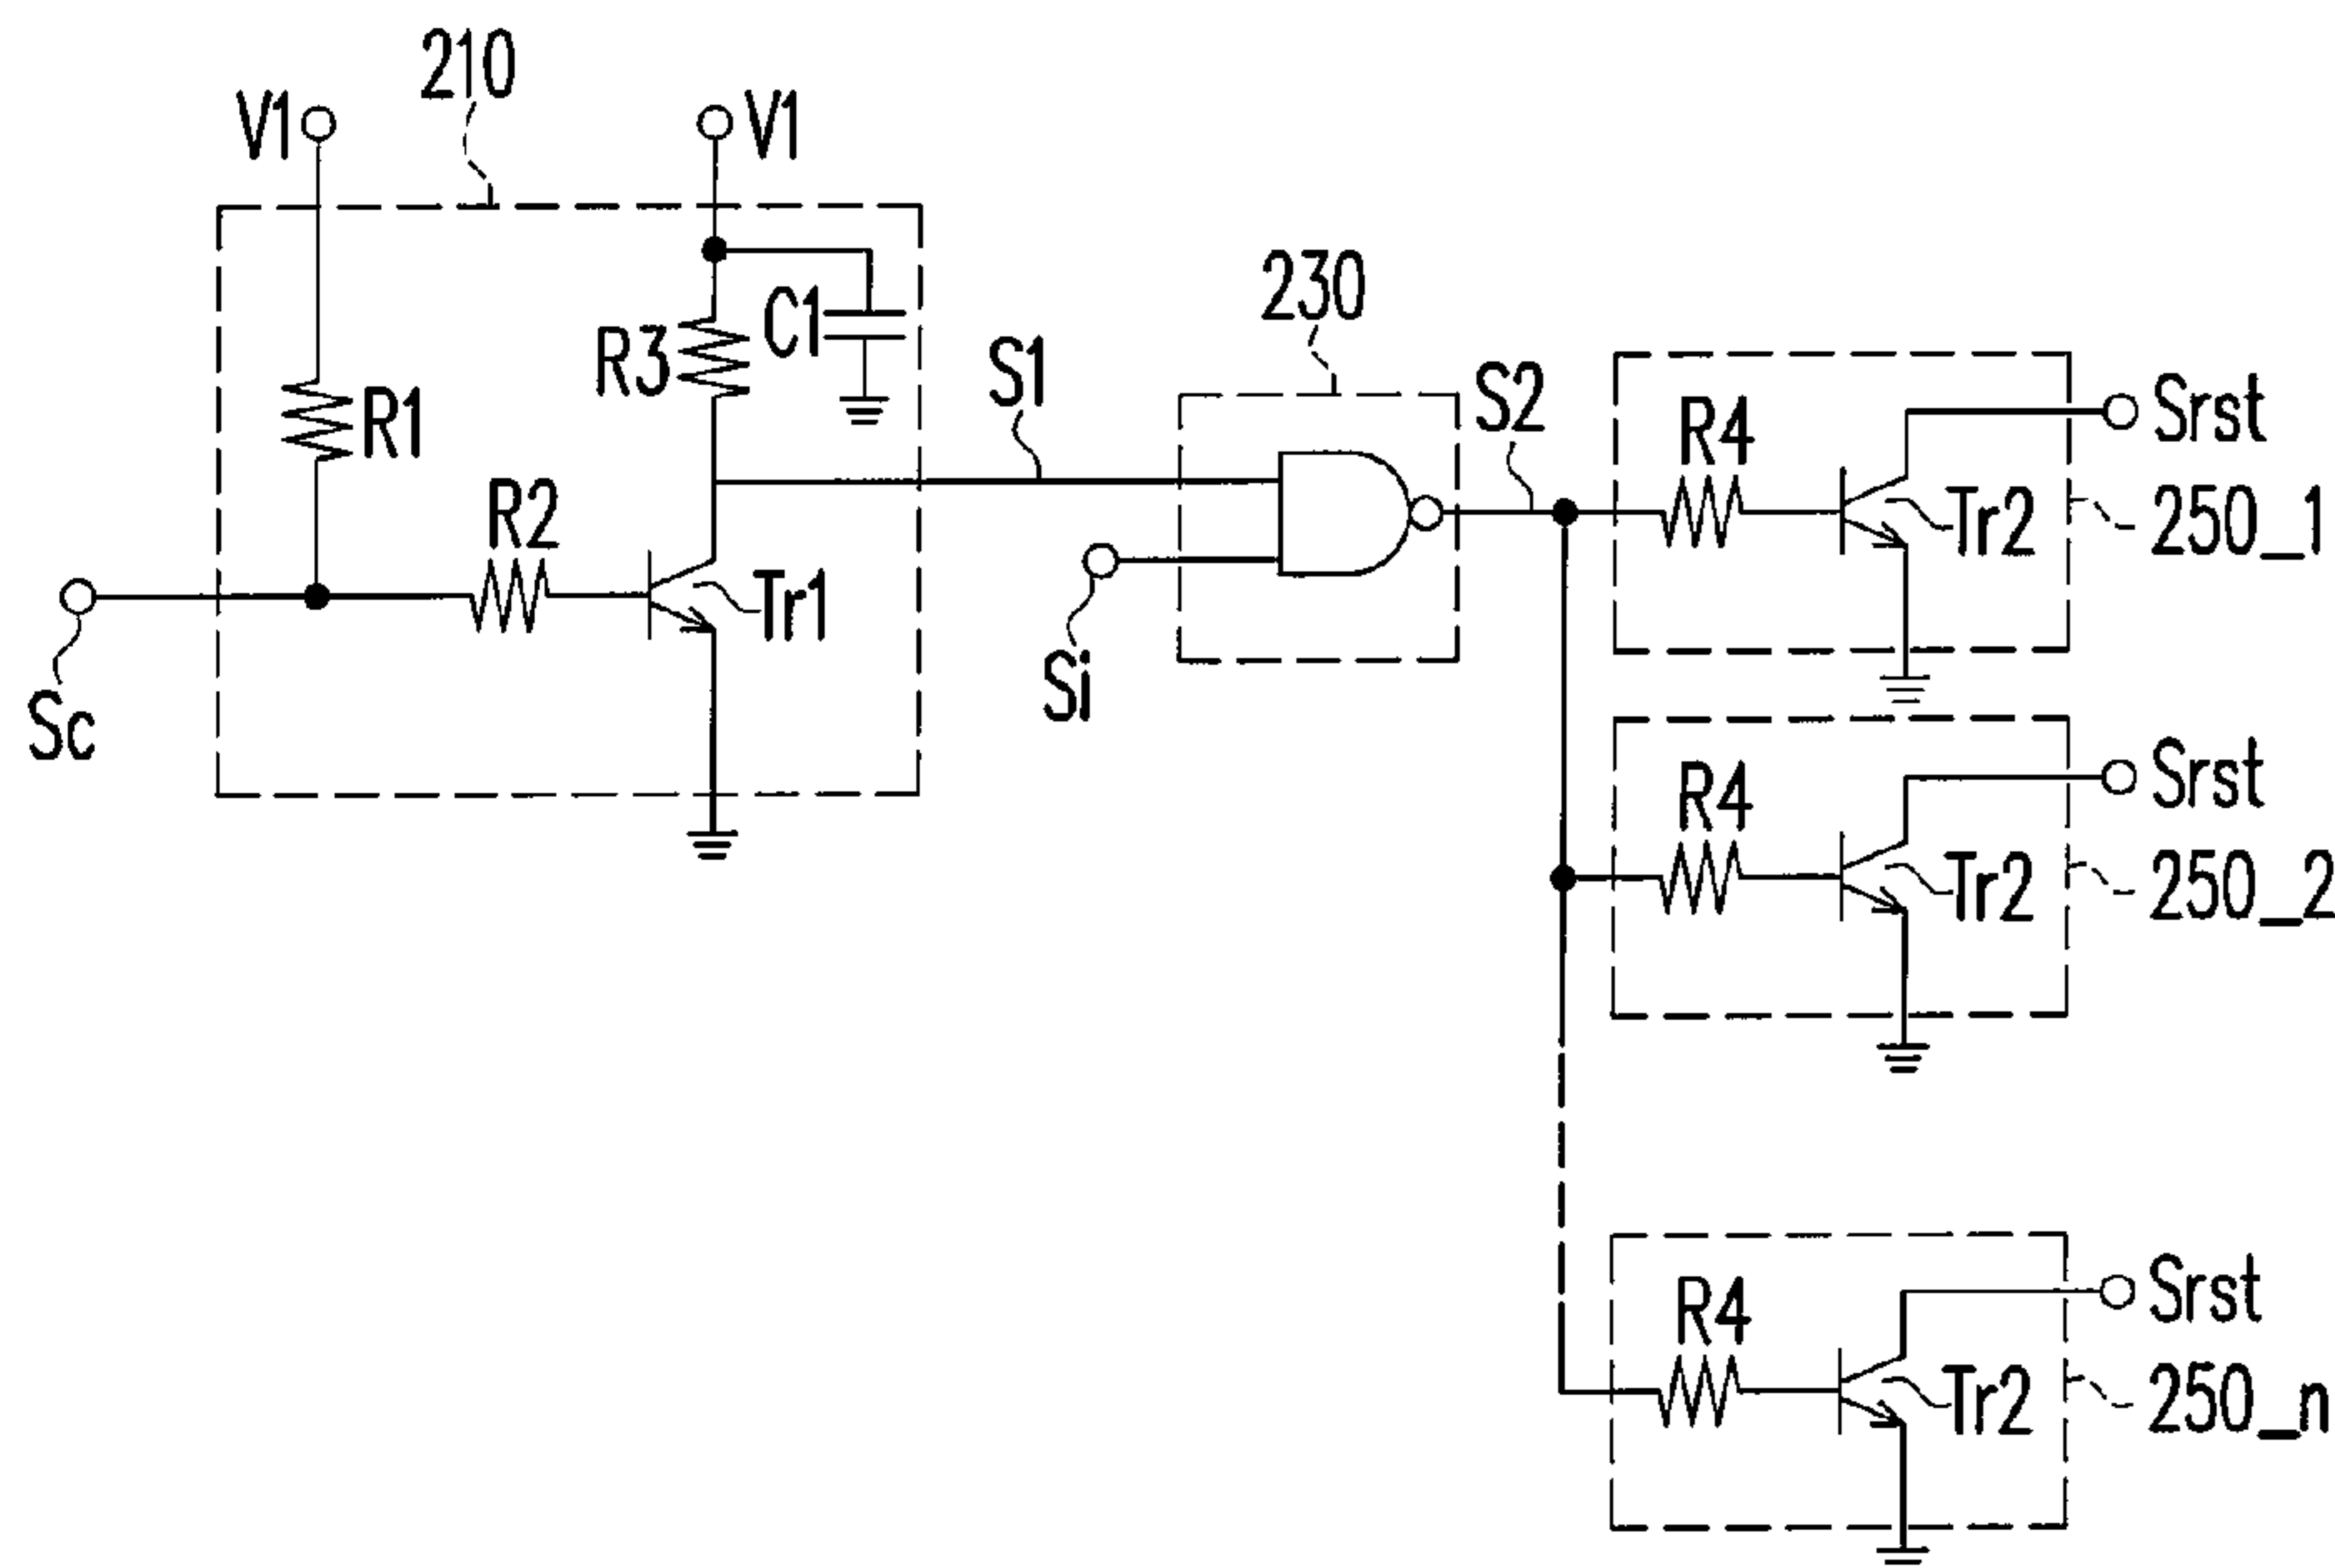 210
V1
V1
230
C1
R3
S1
S2
R1
R4
Srst
R2
Tr2
250_1
Tr1
Si
Sc
R4
Srst
Tr2
250_2
R4
Srst
Tr2
250_n